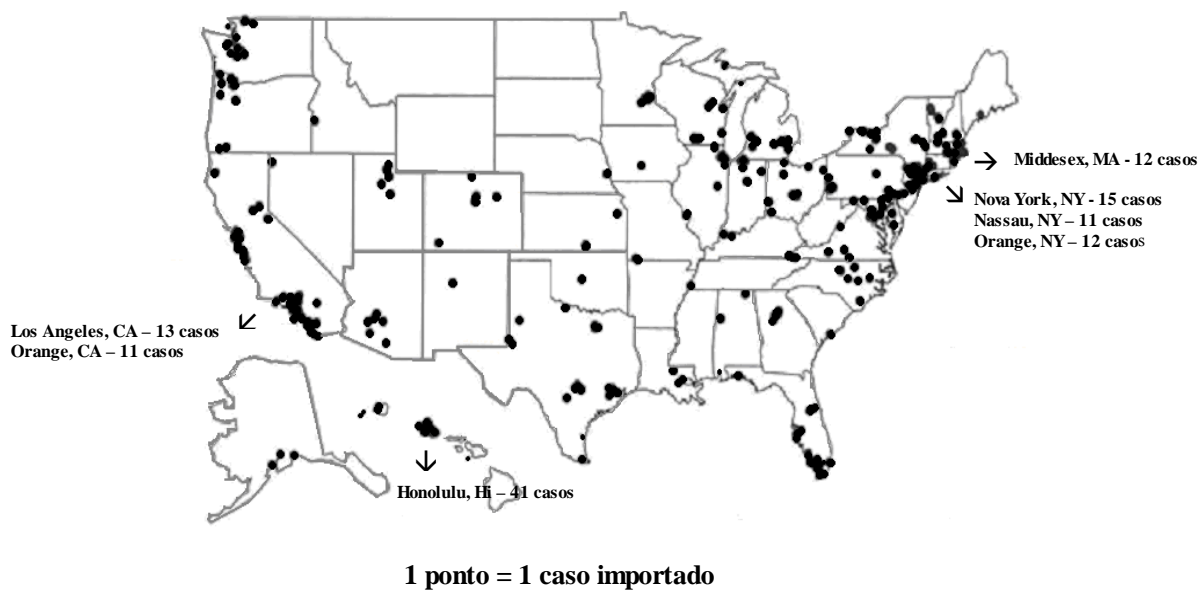 Middesex, MA - 12 casos
Nova York, NY - 15 casos
Nassau, NY – 11 casos
Orange, NY – 12 casos
Los Angeles, CA – 13 casos
Orange, CA – 11 casos
Honolulu, Hi – 41 casos
1 ponto = 1 caso importado